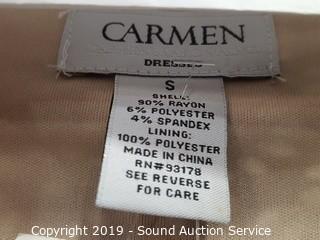 CARMEN
DRESSES
S
SHELL:
90% RAYON
6% POLYESTER
4% SPANDEX
LINING:
100% POLYESTER
MADE IN CHINA
RN#93178
SEE REVERSE
FOR CARE
Copyright 2019 - Sound Auction Service